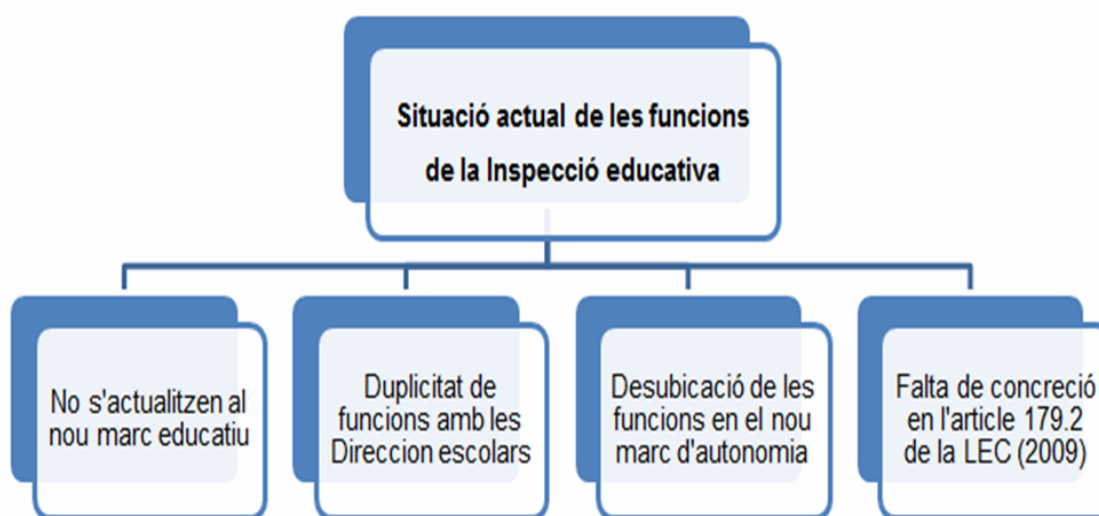 Situació actual de les funcions
de la Inspecció educativa
No s'actualitzen al
nou marc educatiu
Duplicitat de
funcions amb les
Direccion escolars
Desubicació de les
funcions en el nou
marc d'autonomia
Falta de concreció
en l'article 179.2
de la LEC (2009)